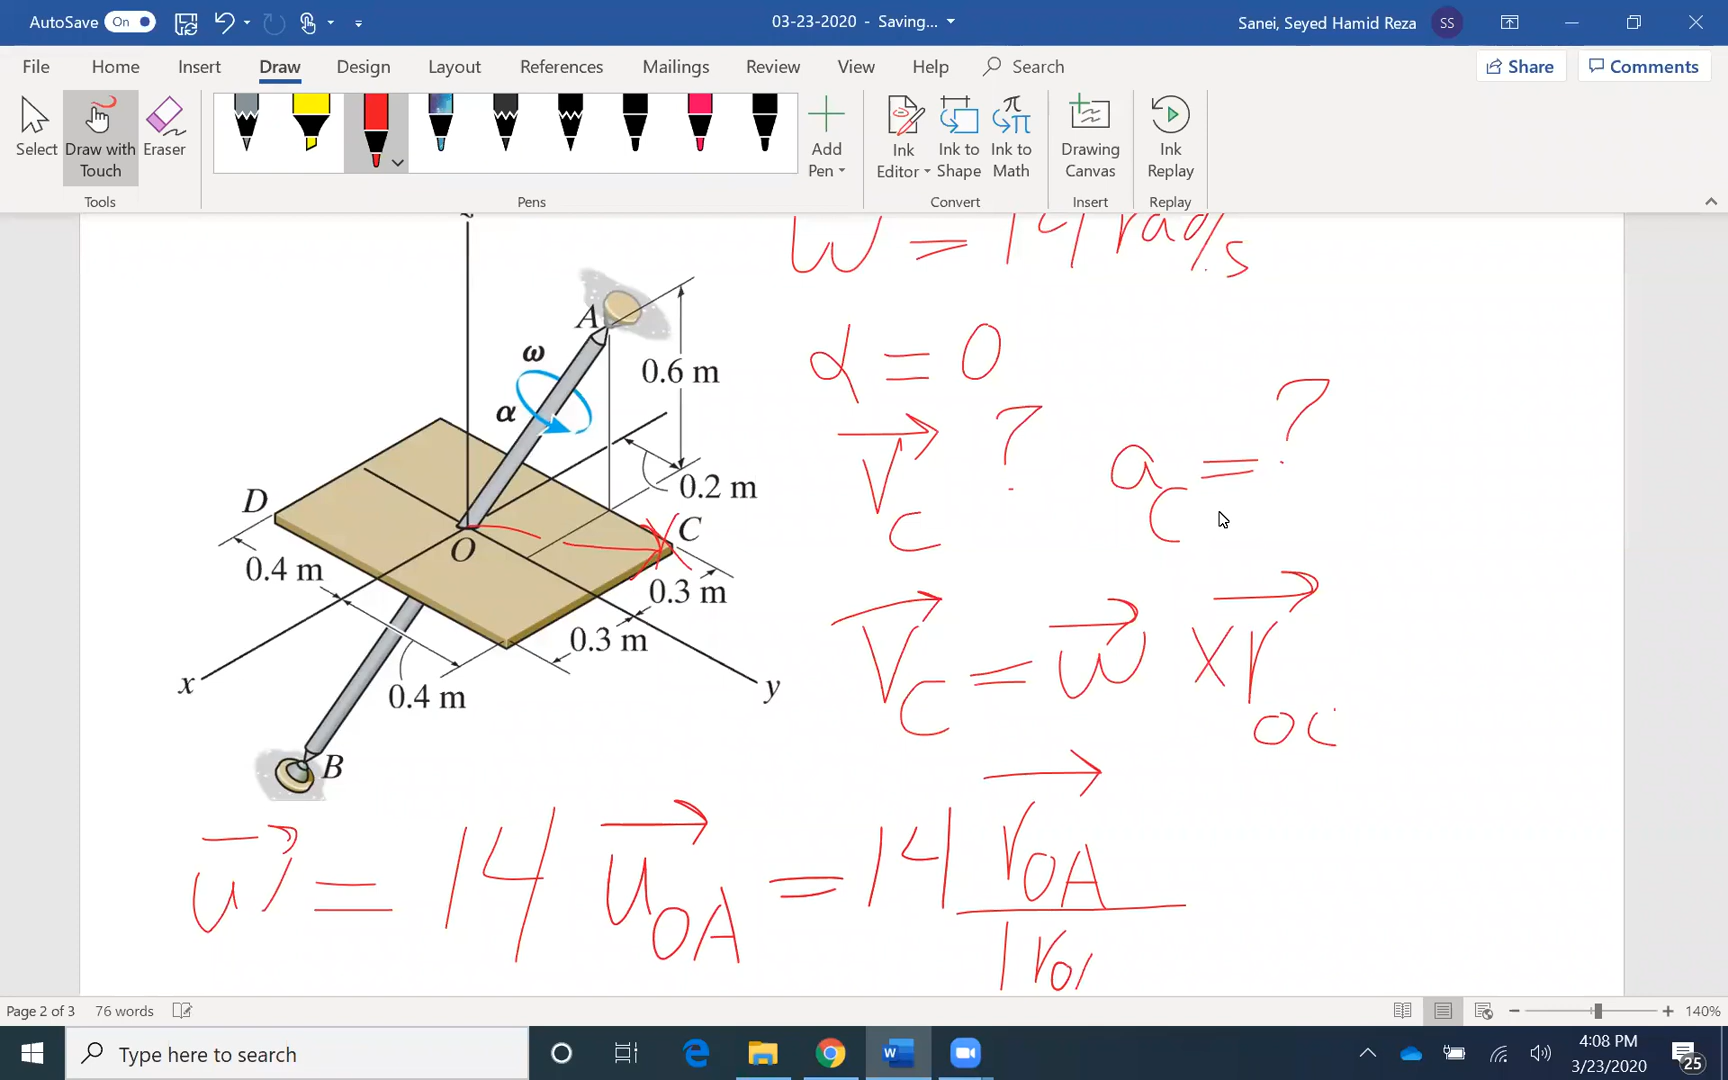 AutoSave On 03-23-2020 - Saving... Sanei, Seyed Hamid Reza SS
File Home Insert Draw Design Layout References Mailings Review View Help Search Share Comments
Select Draw with Touch Eraser Add Pen Ink Editor Ink to Shape Ink to Math Drawing Canvas Ink Replay
Tools Pens Convert Insert Replay
ω = 14 rad/s
A
ω
0.6 m
α = 0
α
V⃗C ? aC = ?
0.2 m
D
C
O
0.4 m
0.3 m
0.3 m
V⃗C = ω⃗ × r⃗OC
x
0.4 m
y
B
ω⃗ = 14 u⃗OA = 14 r⃗OA
|ro
Page 2 of 3 76 words 140%
Type here to search
4:08 PM
3/23/2020
25